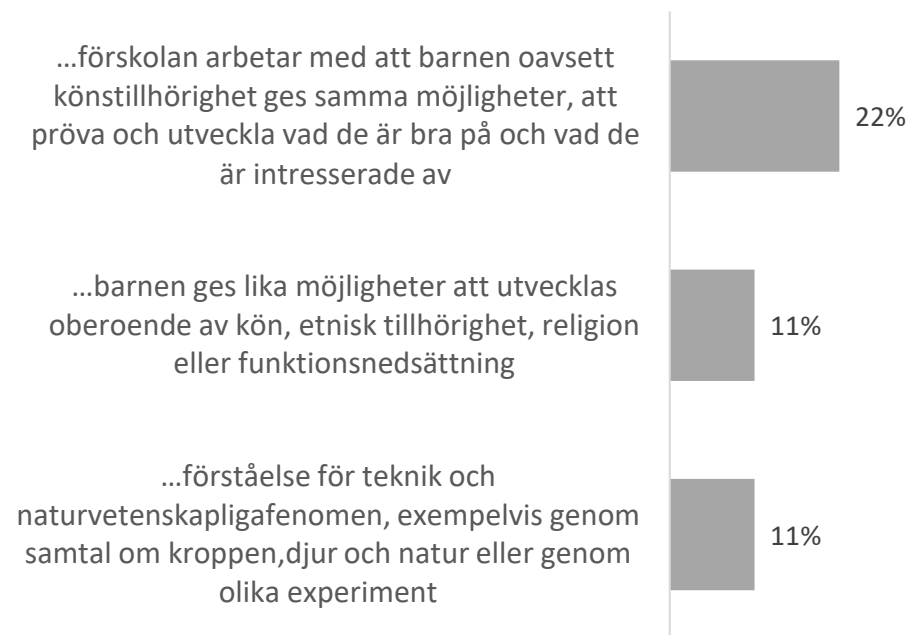 …förskolan arbetar med att barnen oavsett
könstillhörighet ges samma möjligheter, att
pröva och utveckla vad de är bra på och vad de
är intresserade av
22%
…barnen ges lika möjligheter att utvecklas
oberoende av kön, etnisk tillhörighet, religion
eller funktionsnedsättning
11%
…förståelse för teknik och
naturvetenskapligafenomen, exempelvis genom
samtal om kroppen,djur och natur eller genom
olika experiment
11%